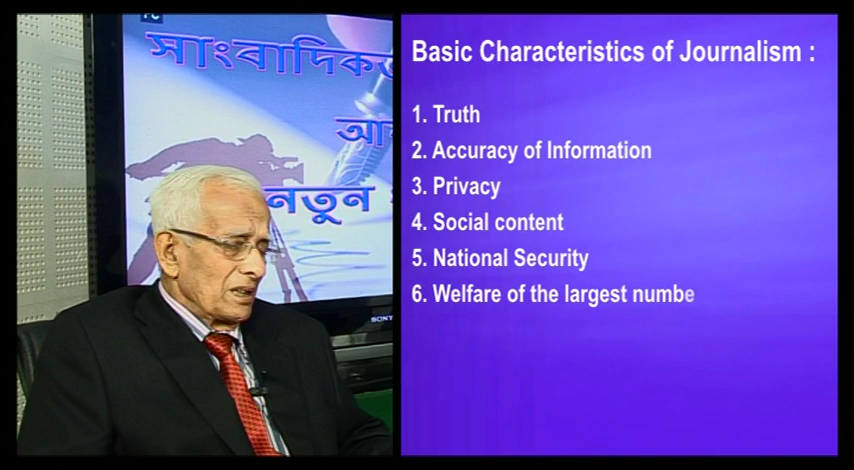 সাংবাদিক
নতুন
SONY
Basic Characteristics of Journalism :
1. Truth
2. Accuracy of Information
3. Privacy
4. Social content
5. National Security
6. Welfare of the largest numbe